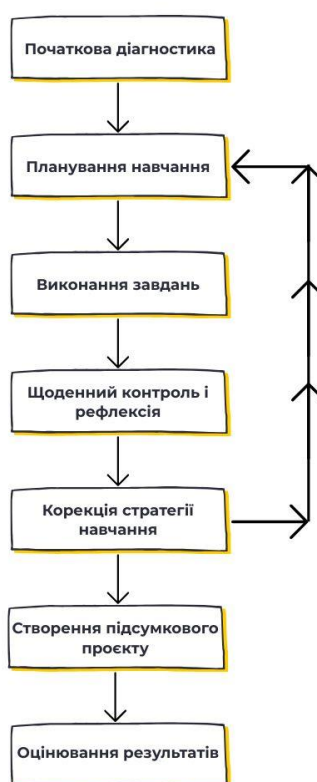 Початкова діагностика
Планування навчання
Виконання завдань
Щоденний контроль і
рефлексія
Корекція стратегії
навчання
Створення підсумкового
проєкту
Оцінювання результатів